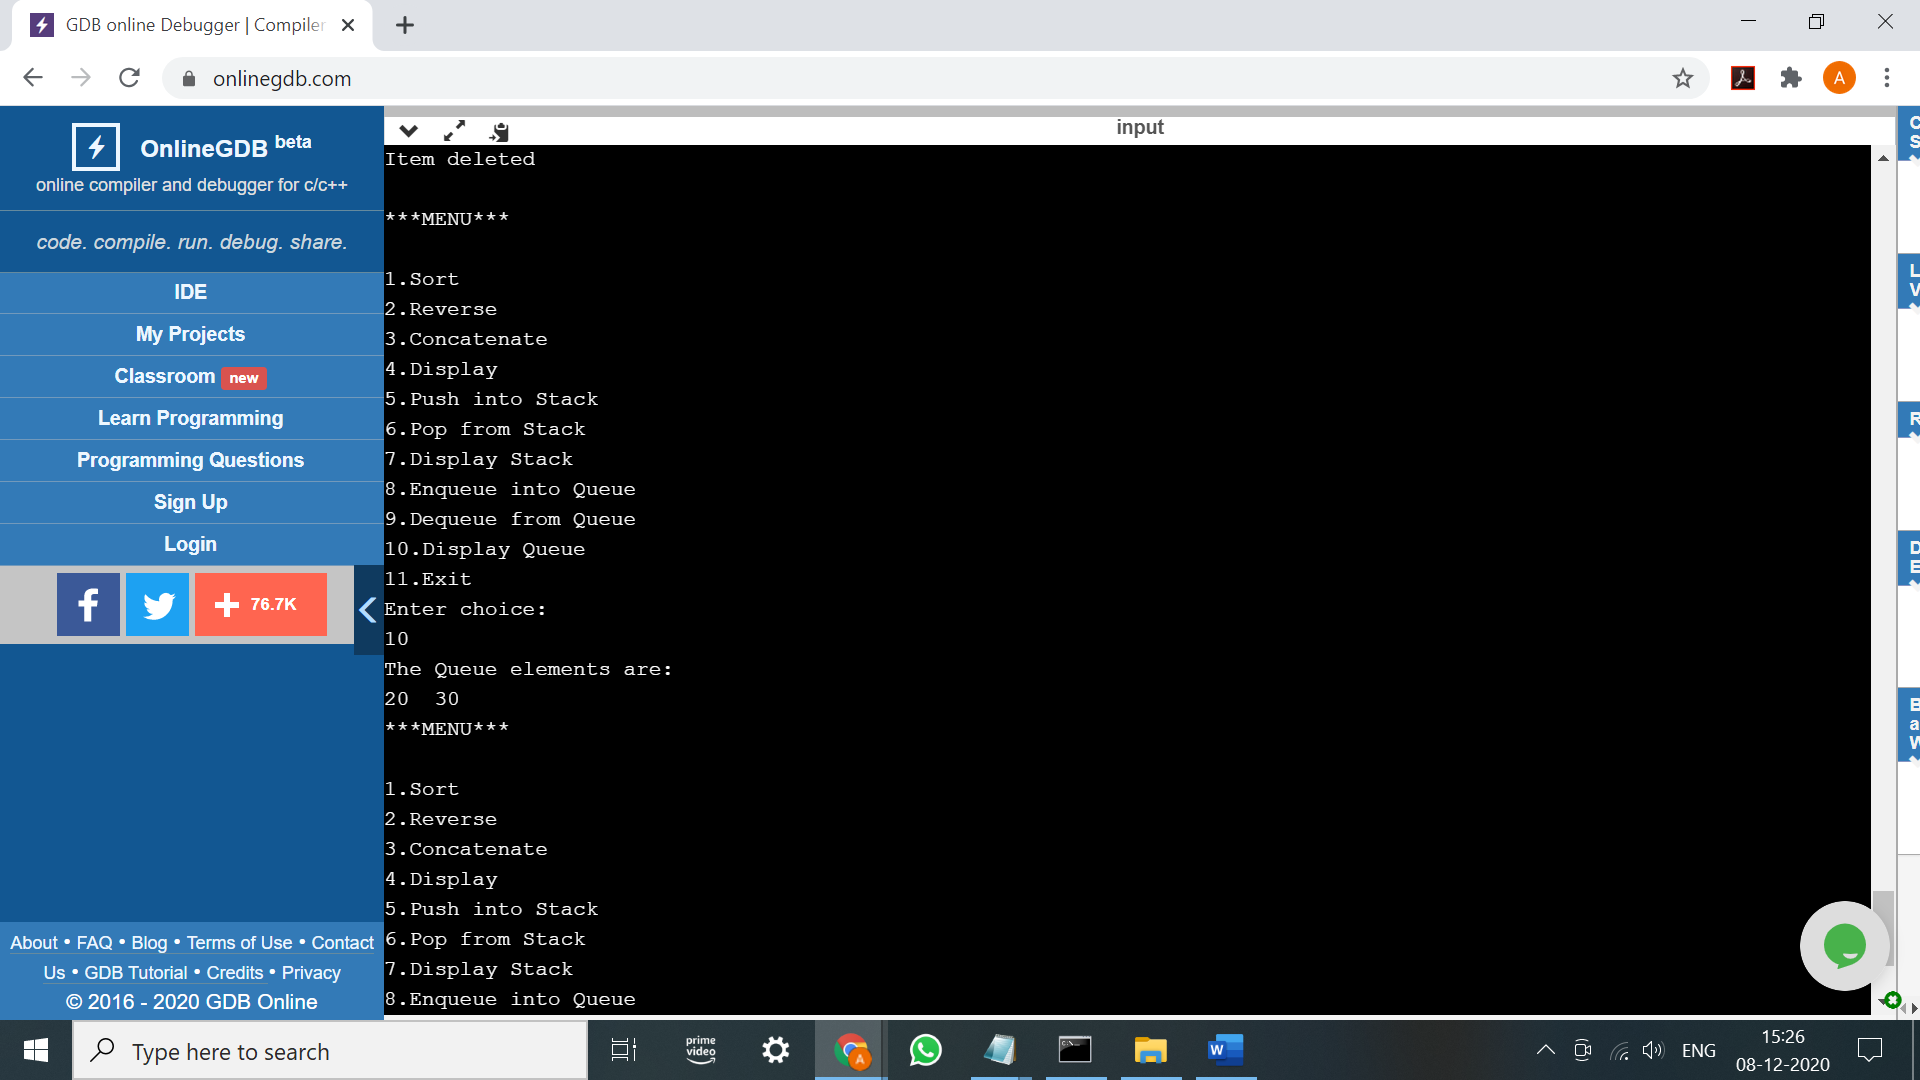 GDB online Debugger | Compiler
onlinegdb.com
A
OnlineGDB beta
online compiler and debugger for c/c++
code. compile. run. debug. share.
IDE
My Projects
Classroom new
Learn Programming
Programming Questions
Sign Up
Login
76.7K
About • FAQ • Blog • Terms of Use • Contact
Us • GDB Tutorial • Credits • Privacy
© 2016 - 2020 GDB Online
input
Item deleted
***MENU***
1.Sort
2.Reverse
3.Concatenate
4.Display
5.Push into Stack
6.Pop from Stack
7.Display Stack
8.Enqueue into Queue
9.Dequeue from Queue
10.Display Queue
11.Exit
Enter choice:
10
The Queue elements are:
20  30
***MENU***
1.Sort
2.Reverse
3.Concatenate
4.Display
5.Push into Stack
6.Pop from Stack
7.Display Stack
8.Enqueue into Queue
Type here to search
prime
video
A
W
ENG
15:26
08-12-2020